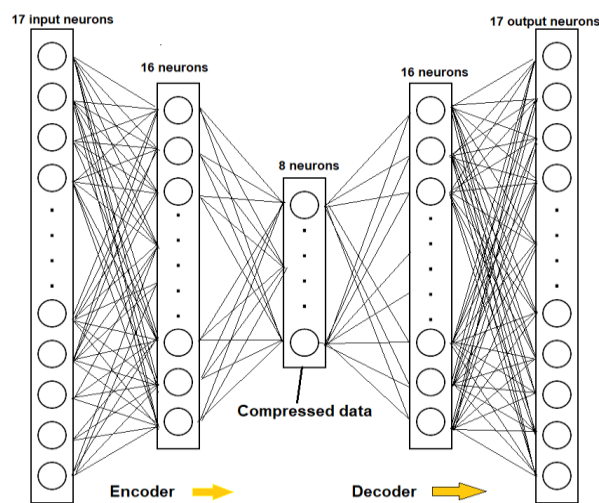 17 input neurons
17 output neurons
16 neurons
16 neurons
8 neurons
Compressed data
Encoder
Decoder